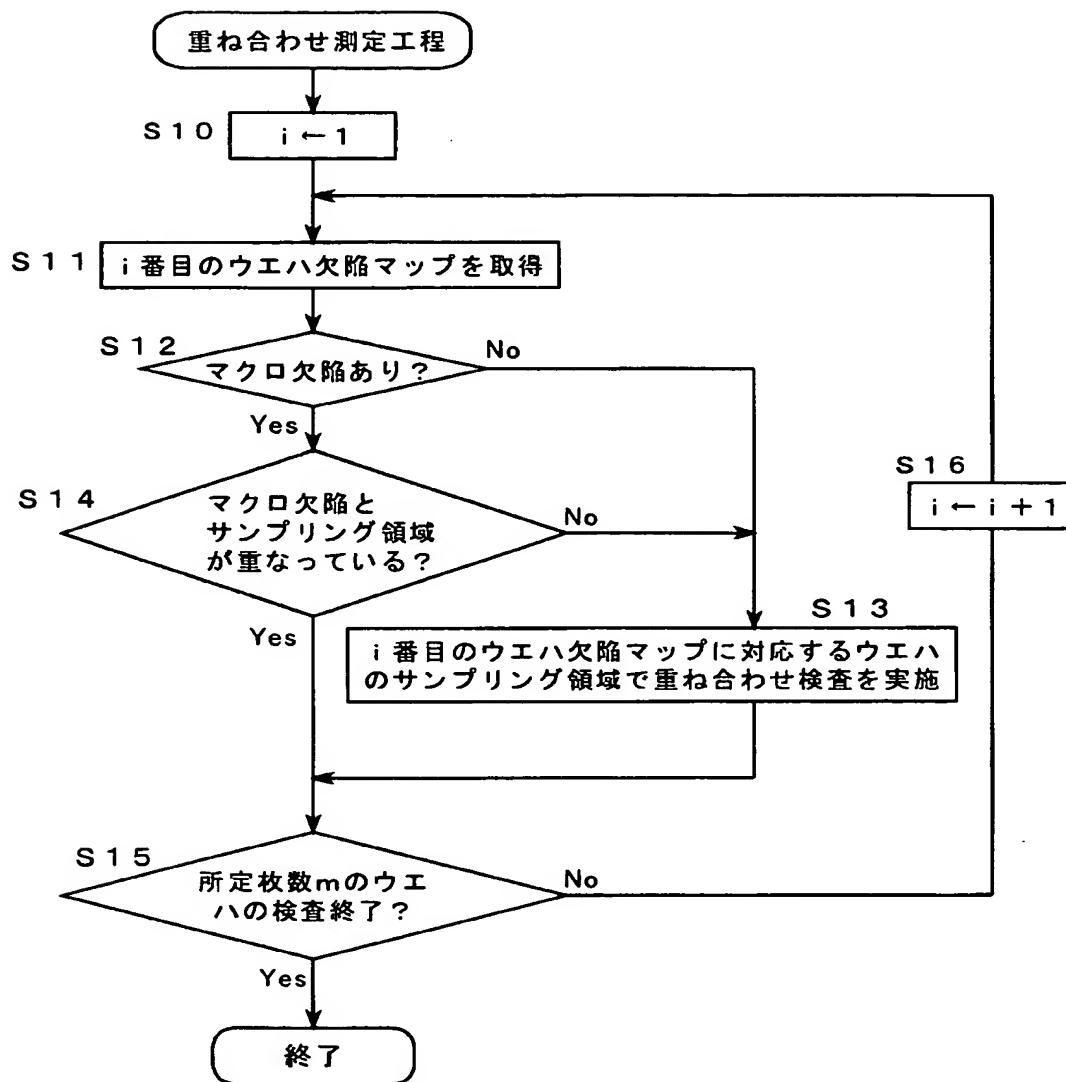 重ね合わせ測定工程
S10
i←1
S11
i番目のウエハ欠陥マップを取得
S12
マクロ欠陥あり?
No
Yes
S14
マクロ欠陥と
サンプリング領域
が重なっている?
No
Yes
S16
i←i+1
S13
i番目のウエハ欠陥マップに対応するウエハ
のサンプリング領域で重ね合わせ検査を実施
S15
所定枚数mのウエ
ハの検査終了?
No
Yes
終了